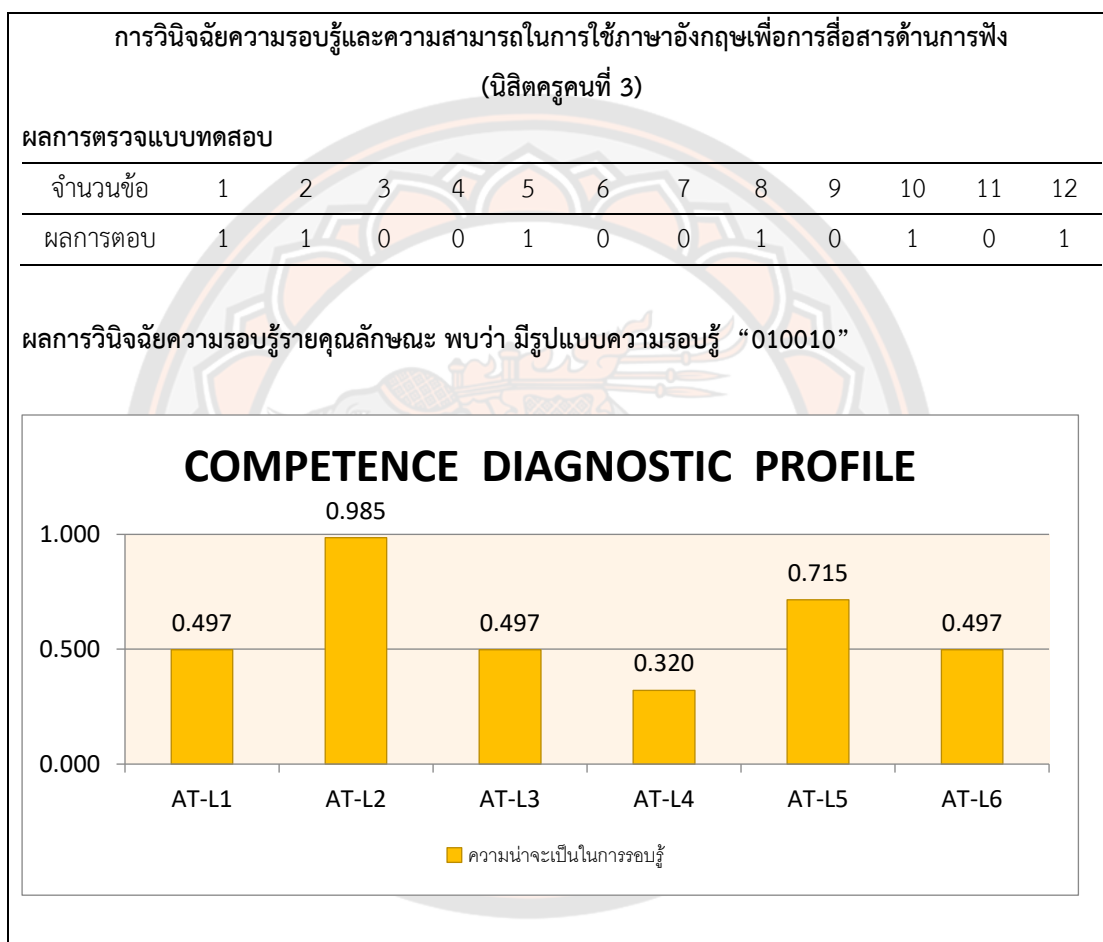 การวินิจฉัยความรอบรู้และความสามารถในการใช้ภาษาอังกฤษเพื่อการสื่อสารด้านการฟัง
(นิสิตครูคนที่ 3)
ผลการตรวจแบบทดสอบ
จำนวนข้อ 1 2 3 4 5 6 7 8 9 10 11 12
ผลการตอบ 1 1 0 0 1 0 0 1 0 1 0 1
ผลการวินิจฉัยความรอบรู้รายคุณลักษณะ พบว่า มีรูปแบบความรอบรู้ “010010”
COMPETENCE DIAGNOSTIC PROFILE
1.000
0.500
0.000
0.497
0.985
0.497
0.320
0.715
0.497
AT-L1 AT-L2 AT-L3 AT-L4 AT-L5 AT-L6
ความน่าจะเป็นในการรอบรู้